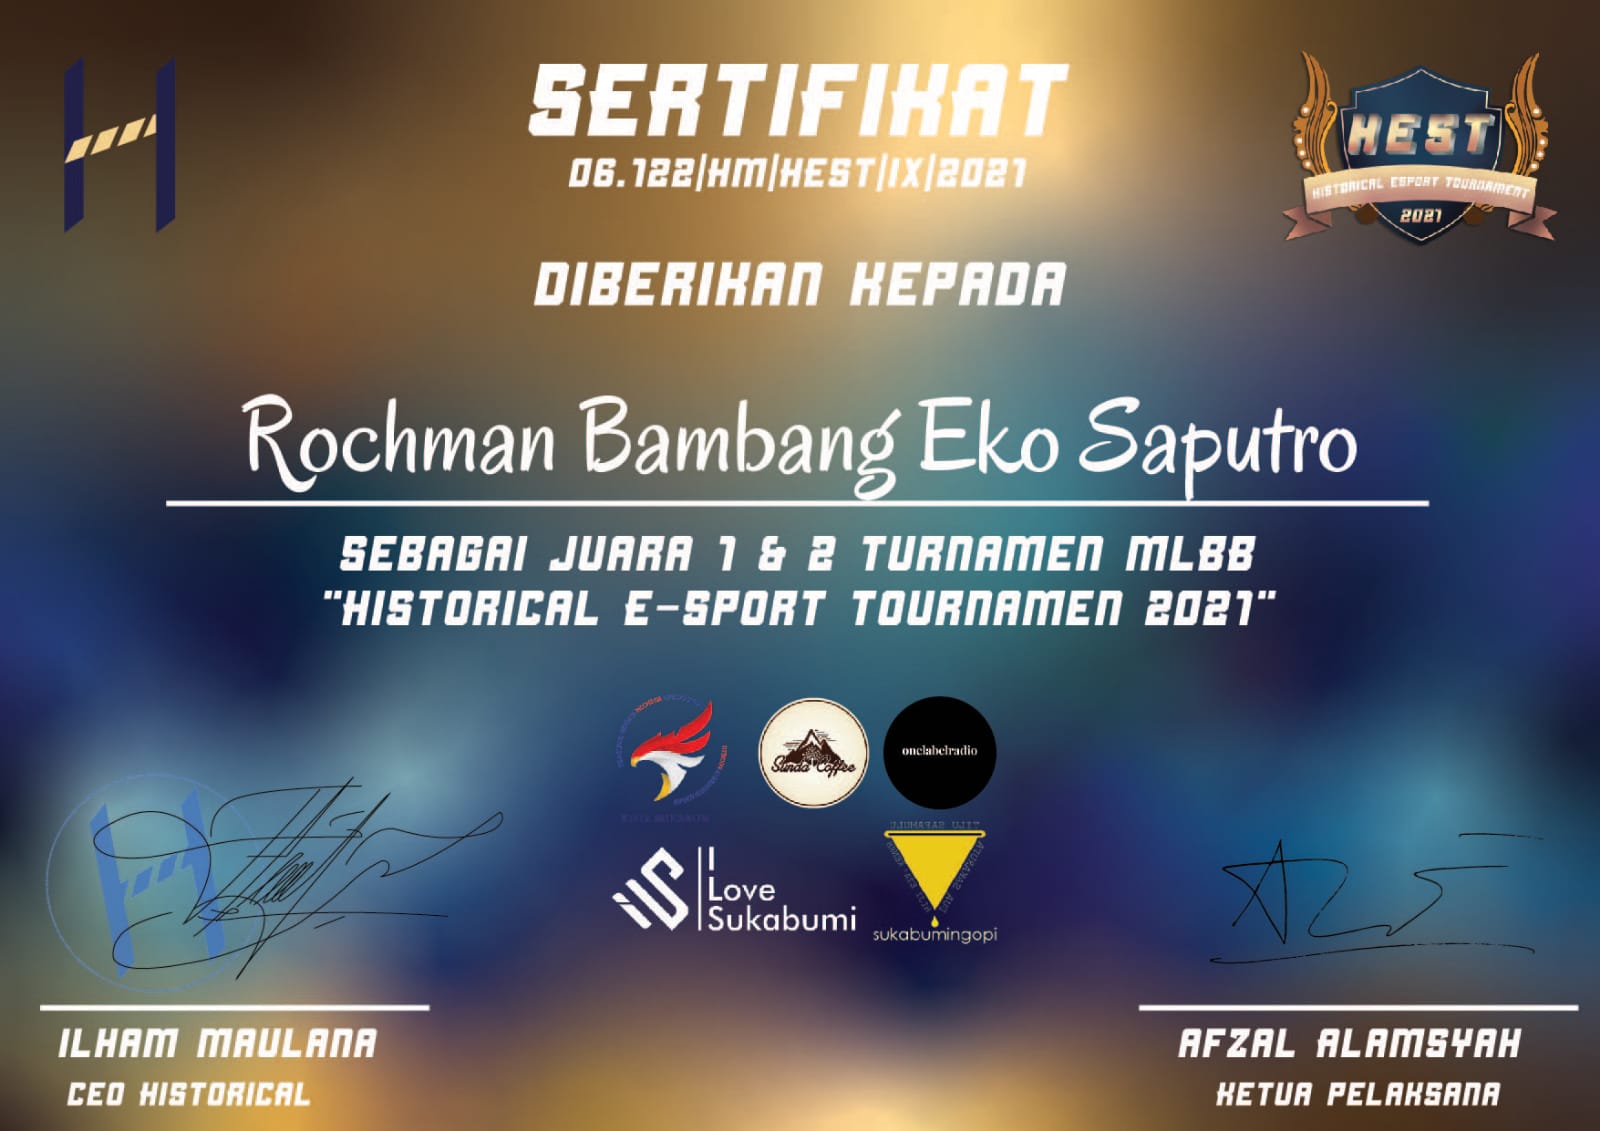 SERTIFIKAT
06.122|HM|HEST|IX|2021
HEST
HISTORICAL ESPORT TOURNAMENT
2021
DIBERIKAN KEPADA
Rochman Bambang Eko Saputro
SEBAGAI JUARA 1 & 2 TURNAMEN MLBB
"HISTORICAL E-SPORT TOURNAMEN 2021"
Sunda Coffee
onelabelradio
I
Love
Sukabumi
sukabumingopi
ILHAM MAULANA
CEO HISTORICAL
AFZAL ALAMSYAH
KETUA PELAKSANA